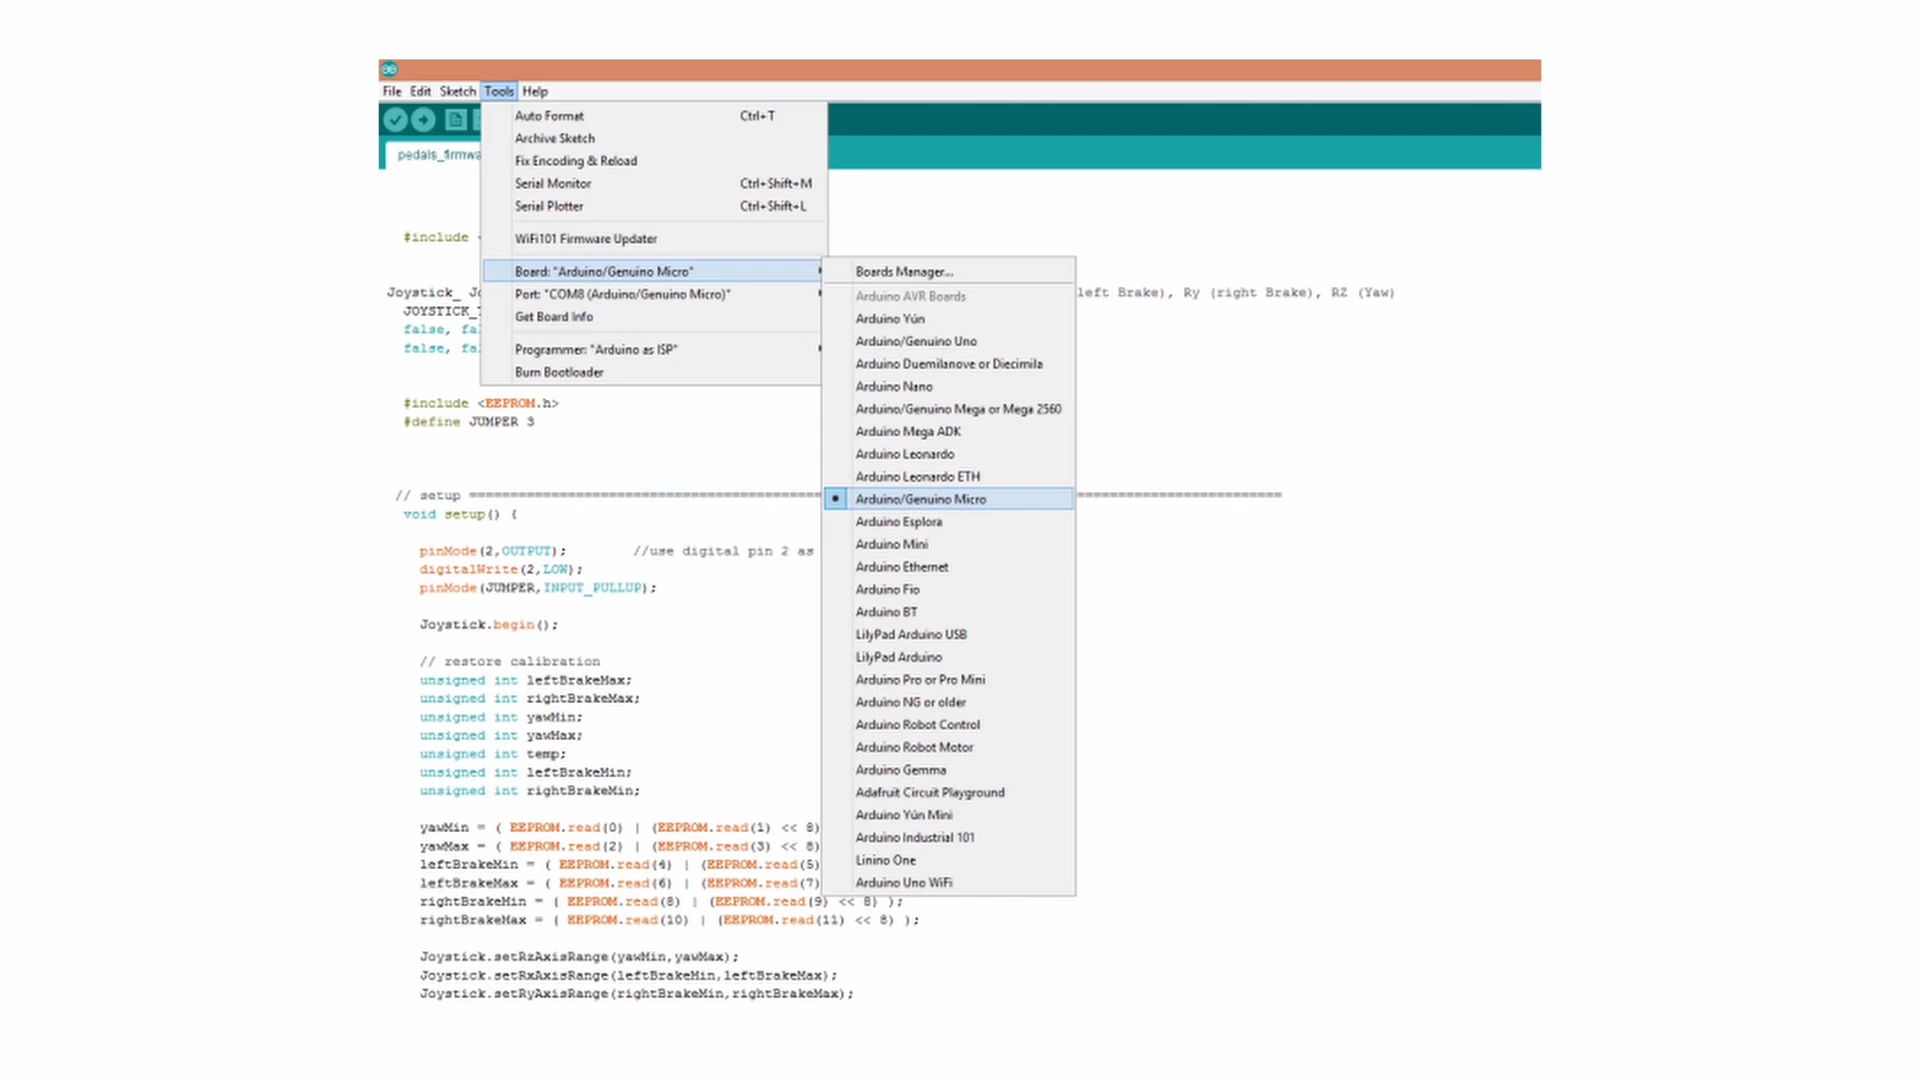 File Edit Sketch Tools Help
pedals_firmwa
Auto Format Ctrl+T
Archive Sketch
Fix Encoding & Reload
Serial Monitor Ctrl+Shift+M
Serial Plotter Ctrl+Shift+L
WiFi101 Firmware Updater
Board: "Arduino/Genuino Micro"
Port: "COM8 (Arduino/Genuino Micro)"
Get Board Info
Programmer: "Arduino as ISP"
Burn Bootloader
Boards Manager...
Arduino AVR Boards
Arduino Yún
Arduino/Genuino Uno
Arduino Duemilanove or Diecimila
Arduino Nano
Arduino/Genuino Mega or Mega 2560
Arduino Mega ADK
Arduino Leonardo
Arduino Leonardo ETH
Arduino/Genuino Micro
Arduino Esplora
Arduino Mini
Arduino Ethernet
Arduino Fio
Arduino BT
LilyPad Arduino USB
LilyPad Arduino
Arduino Pro or Pro Mini
Arduino NG or older
Arduino Robot Control
Arduino Robot Motor
Arduino Gemma
Adafruit Circuit Playground
Arduino Yún Mini
Arduino Industrial 101
Linino One
Arduino Uno WiFi
#include <
Joystick_ Jo left Brake), Ry (right Brake), RZ (Yaw)
JOYSTICK_
false, fa
false, fa
#include <EEPROM.h>
#define JUMPER 3
// setup ==================================================
void setup() {
pinMode(2,OUTPUT); //use digital pin 2 as
digitalWrite(2,LOW);
pinMode(JUMPER,INPUT_PULLUP);
Joystick.begin();
// restore calibration
unsigned int leftBrakeMax;
unsigned int rightBrakeMax;
unsigned int yawMin;
unsigned int yawMax;
unsigned int temp;
unsigned int leftBrakeMin;
unsigned int rightBrakeMin;
yawMin = ( EEPROM.read(0) | (EEPROM.read(1) << 8)
yawMax = ( EEPROM.read(2) | (EEPROM.read(3) << 8)
leftBrakeMin = ( EEPROM.read(4) | (EEPROM.read(5)
leftBrakeMax = ( EEPROM.read(6) | (EEPROM.read(7)
rightBrakeMin = ( EEPROM.read(8) | (EEPROM.read(9) << 8) );
rightBrakeMax = ( EEPROM.read(10) | (EEPROM.read(11) << 8) );
Joystick.setRzAxisRange(yawMin,yawMax);
Joystick.setRxAxisRange(leftBrakeMin,leftBrakeMax);
Joystick.setRyAxisRange(rightBrakeMin,rightBrakeMax);